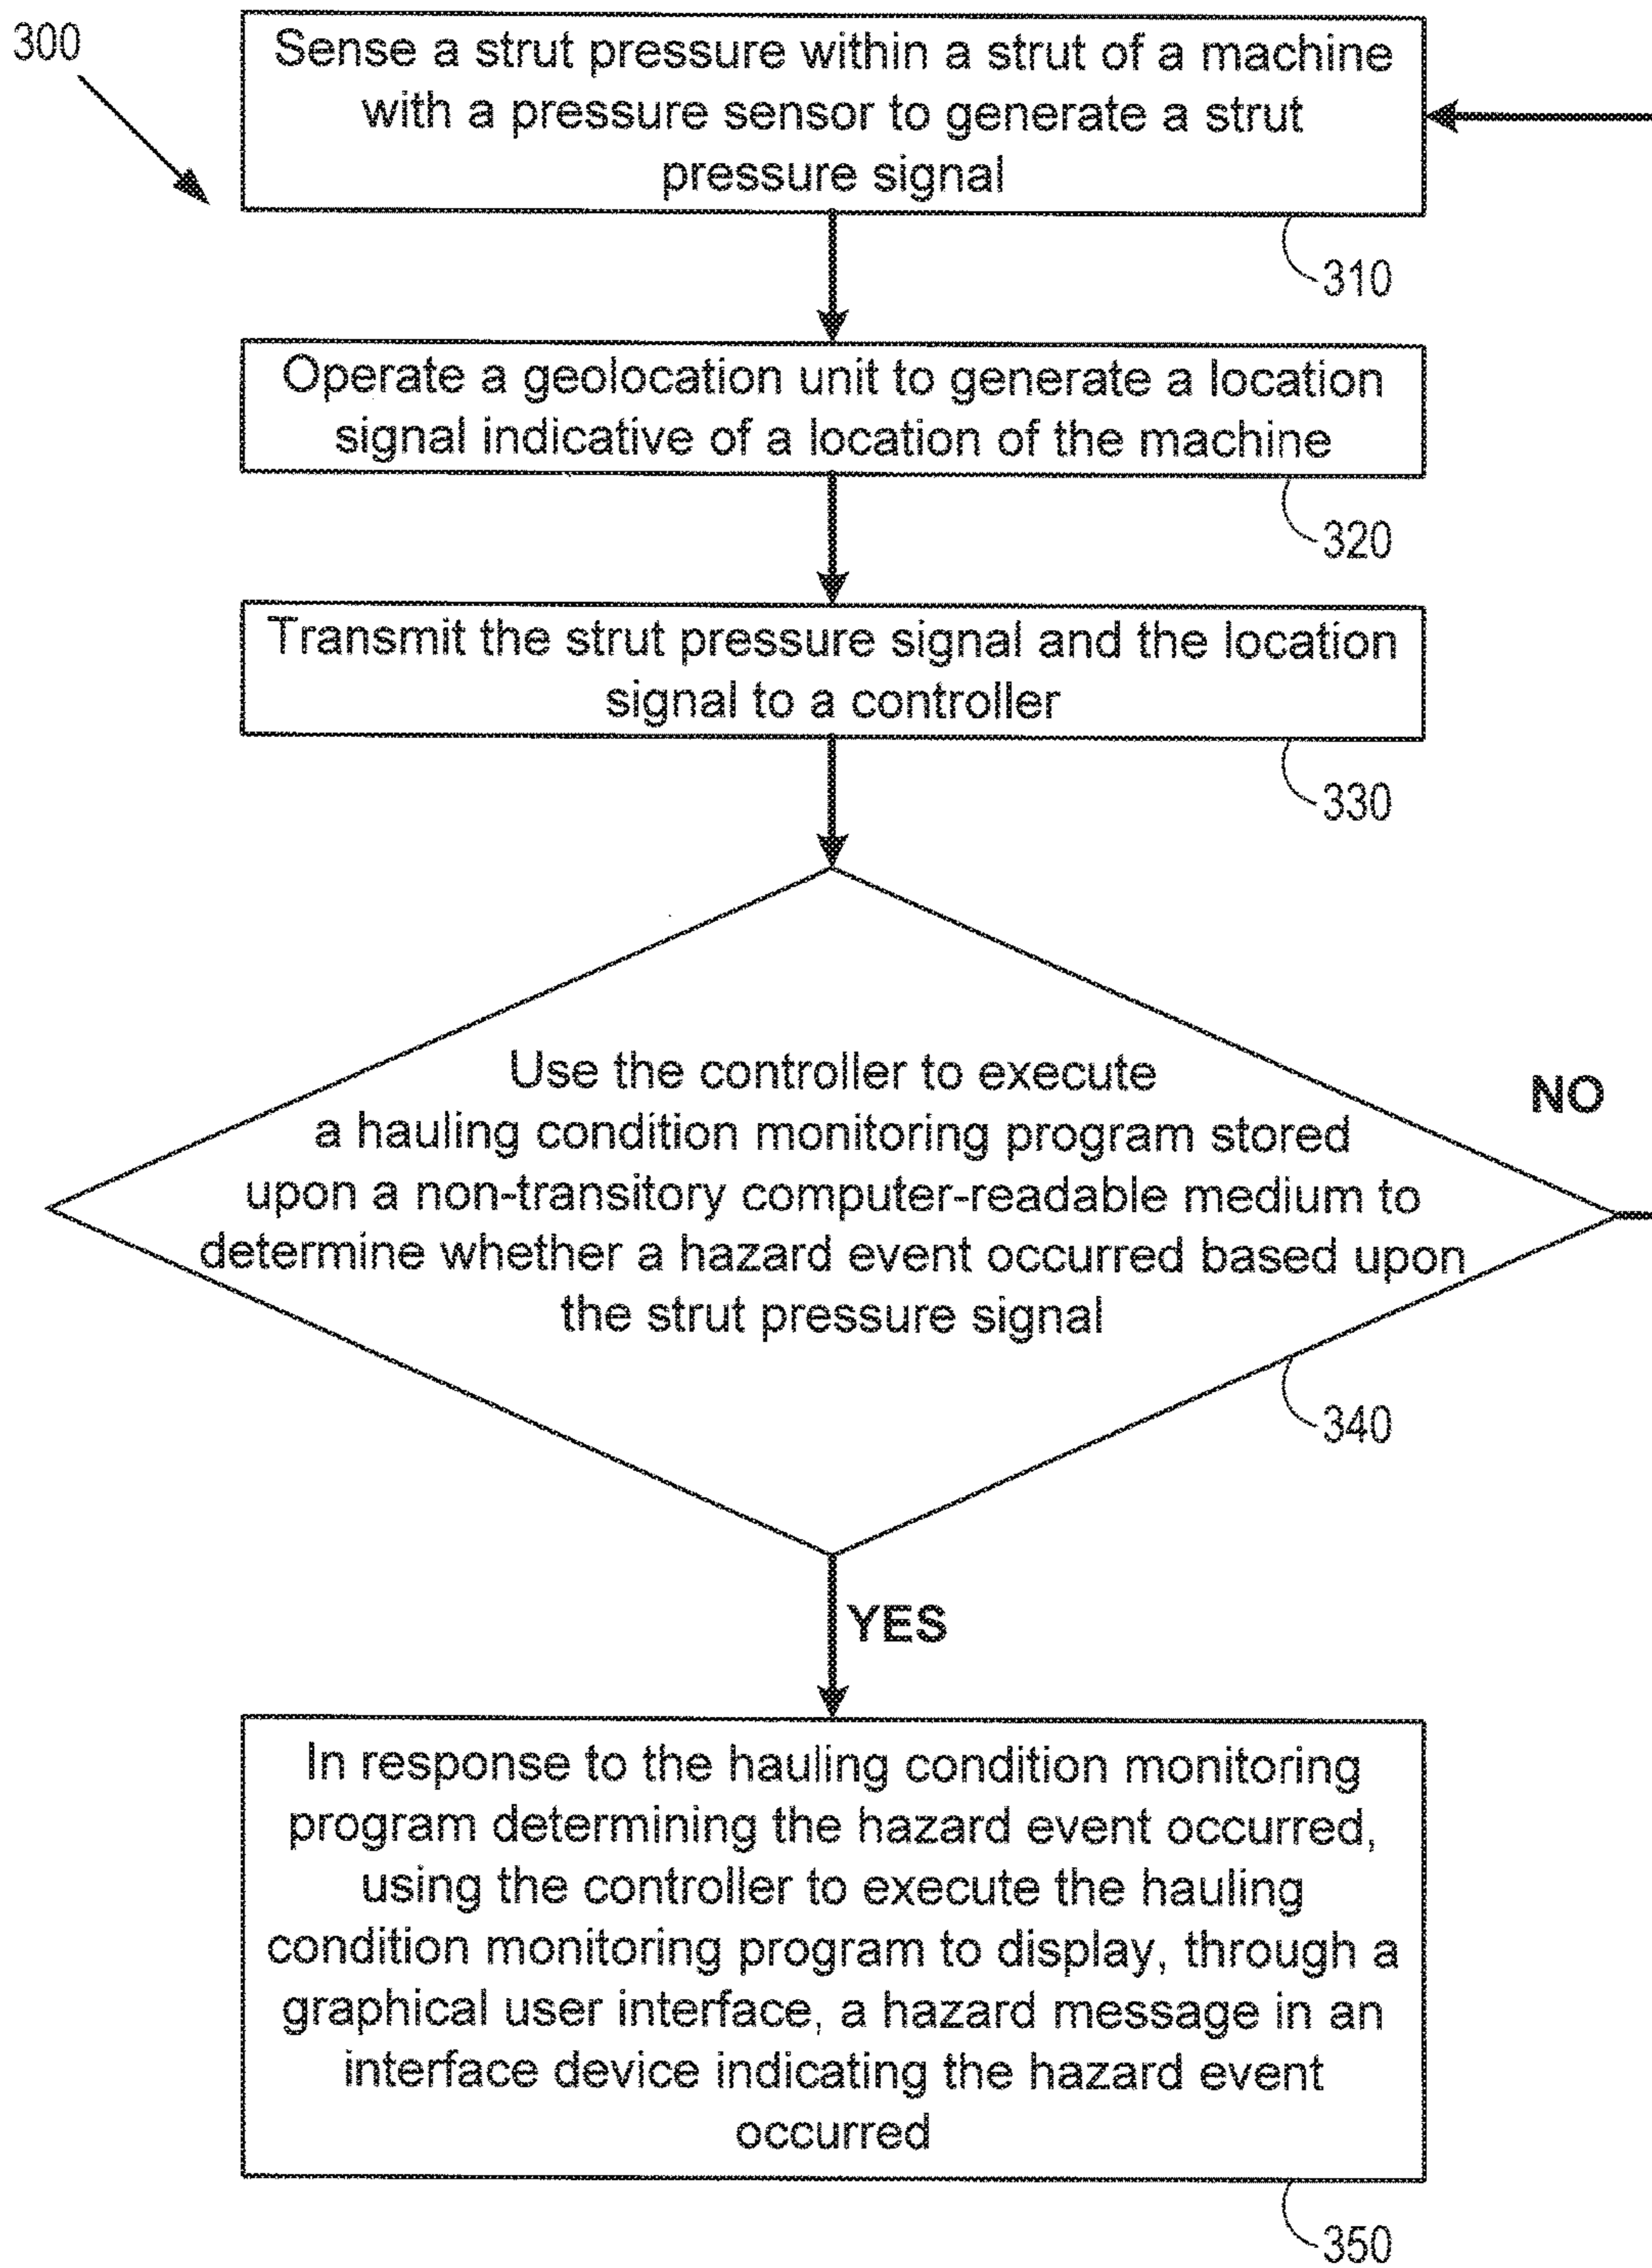 300
Sense a strut pressure within a strut of a machine
with a pressure sensor to generate a strut
pressure signal
310
Operate a geolocation unit to generate a location
signal indicative of a location of the machine
320
Transmit the strut pressure signal and the location
signal to a controller
330
Use the controller to execute
a hauling condition monitoring program stored
upon a non-transitory computer-readable medium to
determine whether a hazard event occurred based upon
the strut pressure signal
NO
340
YES
In response to the hauling condition monitoring
program determining the hazard event occurred,
using the controller to execute the hauling
condition monitoring program to display, through a
graphical user interface, a hazard message in an
interface device indicating the hazard event
occurred
350